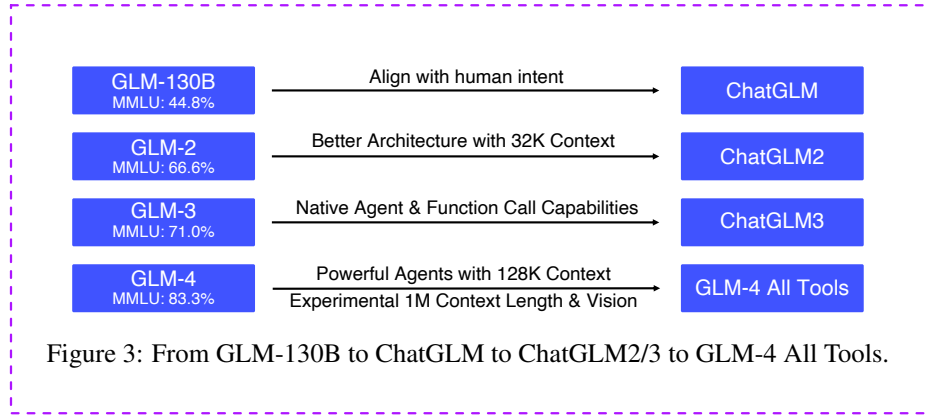 GLM-130B
MMLU: 44.8%
Align with human intent
ChatGLM
GLM-2
MMLU: 66.6%
Better Architecture with 32K Context
ChatGLM2
GLM-3
MMLU: 71.0%
Native Agent & Function Call Capabilities
ChatGLM3
GLM-4
MMLU: 83.3%
Powerful Agents with 128K Context
Experimental 1M Context Length & Vision
GLM-4 All Tools
Figure 3: From GLM-130B to ChatGLM to ChatGLM2/3 to GLM-4 All Tools.